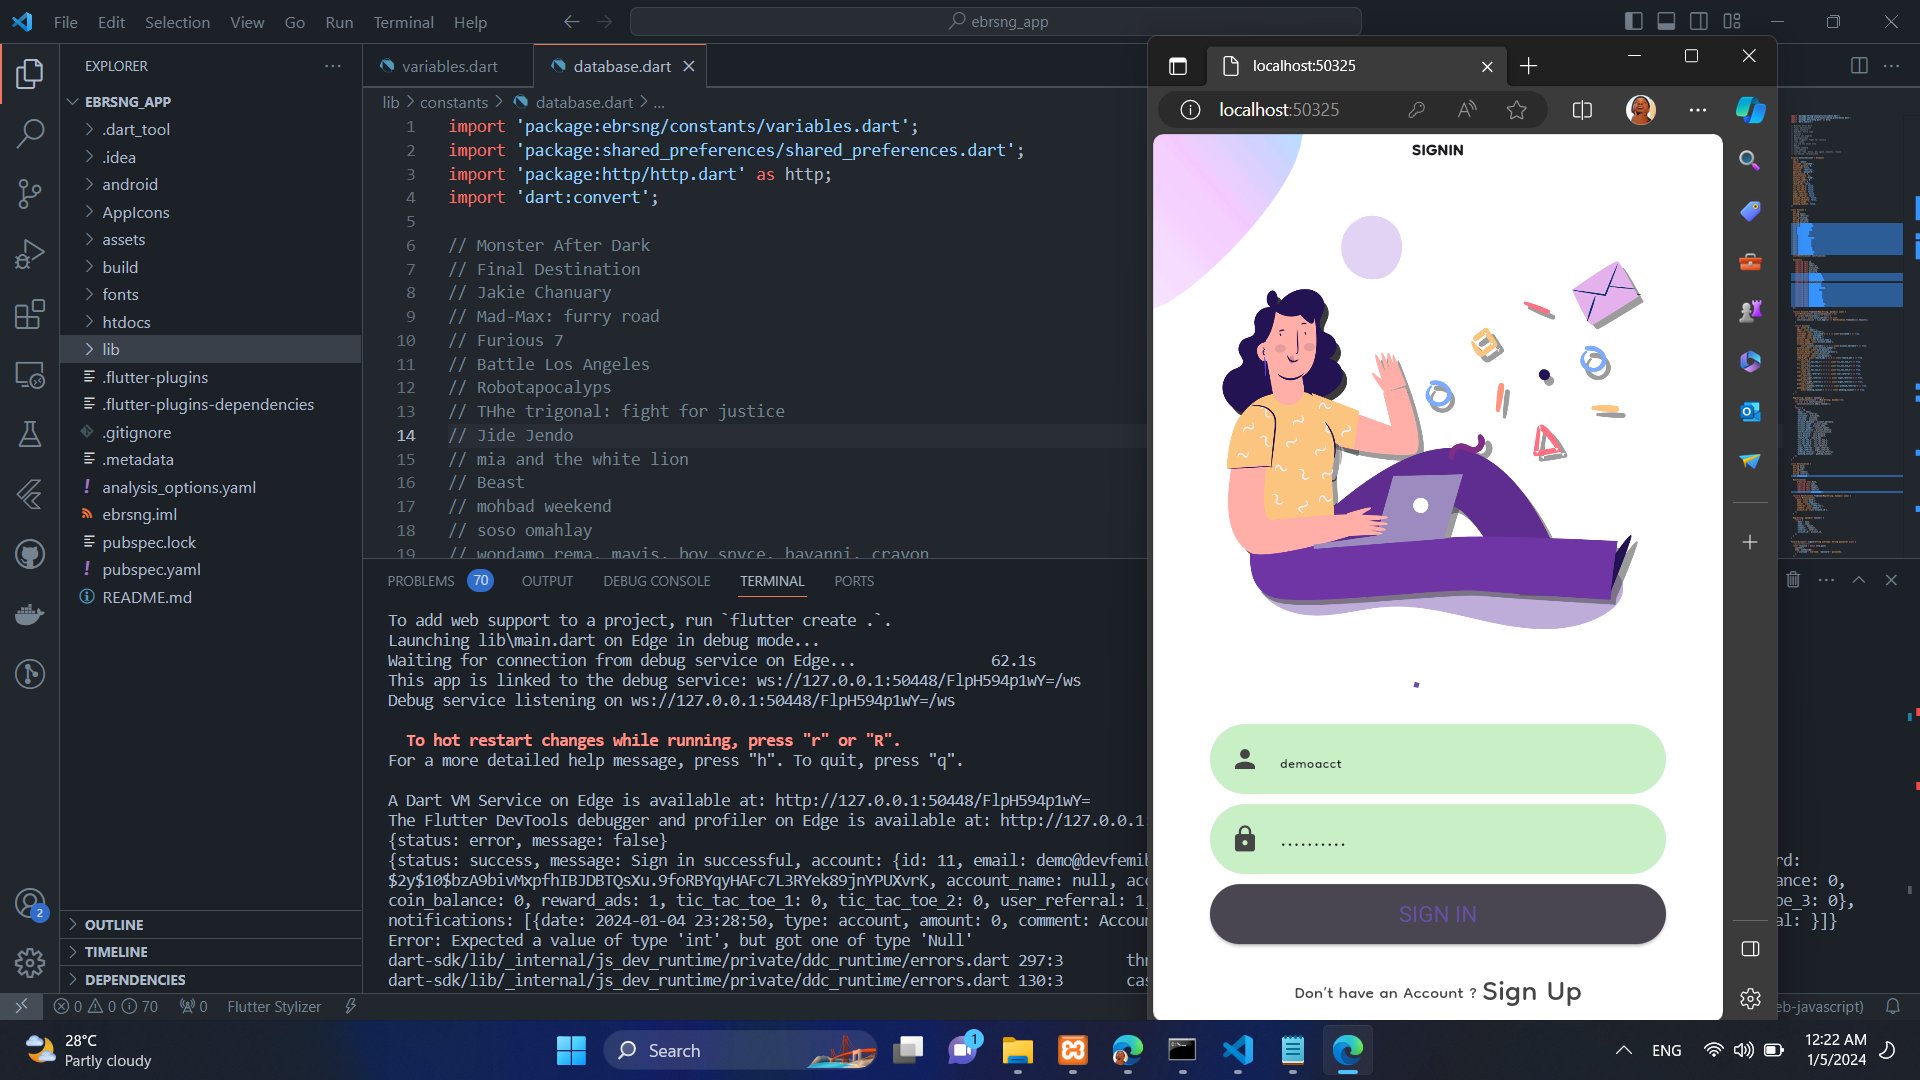 File Edit Selection View Go Run Terminal Help
ebrsng_app
EXPLORER
EBRSNG_APP
.dart_tool
.idea
android
AppIcons
assets
build
fonts
htdocs
lib
.flutter-plugins
.flutter-plugins-dependencies
.gitignore
.metadata
analysis_options.yaml
ebrsng.iml
pubspec.lock
pubspec.yaml
README.md
OUTLINE
TIMELINE
DEPENDENCIES
variables.dart
database.dart
lib > constants > database.dart > ...
1 import 'package:ebrsng/constants/variables.dart';
2 import 'package:shared_preferences/shared_preferences.dart';
3 import 'package:http/http.dart' as http;
4 import 'dart:convert';
5
6 // Monster After Dark
7 // Final Destination
8 // Jakie Chanuary
9 // Mad-Max: furry road
10 // Furious 7
11 // Battle Los Angeles
12 // Robotapocalyps
13 // THhe trigonal: fight for justice
14 // Jide Jendo
15 // mia and the white lion
16 // Beast
17 // mohbad weekend
18 // soso omahlay
19 // wondamo rema, mavis, boy spyce, bayanni, crayon
PROBLEMS 70 OUTPUT DEBUG CONSOLE TERMINAL PORTS
To add web support to a project, run `flutter create .`.
Launching lib\main.dart on Edge in debug mode...
Waiting for connection from debug service on Edge... 62.1s
This app is linked to the debug service: ws://127.0.0.1:50448/FlpH594p1wY=/ws
Debug service listening on ws://127.0.0.1:50448/FlpH594p1wY=/ws
To hot restart changes while running, press "r" or "R".
For a more detailed help message, press "h". To quit, press "q".
A Dart VM Service on Edge is available at: http://127.0.0.1:50448/FlpH594p1wY=
The Flutter DevTools debugger and profiler on Edge is available at: http://127.0.0.1
{status: error, message: false}
{status: success, message: Sign in successful, account: {id: 11, email: demo@devfemib rd:
$2y$10$bzA9bivMxpfhIBJDBTQsXu.9foRBYqyHAFc7L3RYek89jnYPUXvrK, account_name: null, acc ance: 0,
coin_balance: 0, reward_ads: 1, tic_tac_toe_1: 0, tic_tac_toe_2: 0, user_referral: 1, oe_3: 0},
notifications: [{date: 2024-01-04 23:28:50, type: account, amount: 0, comment: Accoun al: }]}
Error: Expected a value of type 'int', but got one of type 'Null'
dart-sdk/lib/_internal/js_dev_runtime/private/ddc_runtime/errors.dart 297:3 thr
dart-sdk/lib/_internal/js_dev_runtime/private/ddc_runtime/errors.dart 130:3 cas
0 0 70 0 Flutter Stylizer
eb-javascript)
localhost:50325
localhost:50325
SIGNIN
demoacct
SIGN IN
Don't have an Account ? Sign Up
2
28°C
Partly cloudy
Search
1
ENG
12:22 AM
1/5/2024